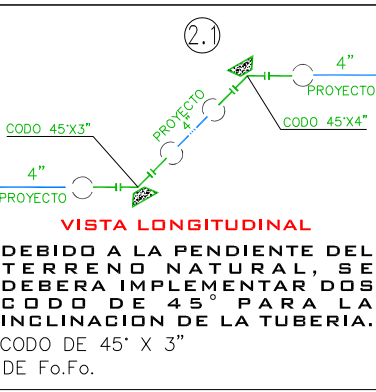 2.1
4"
PROYECTO
PROYECTO
4"
CODO 45°X3"
CODO 45°X4"
4"
PROYECTO
VISTA LONGITUDINAL
DEBIDO A LA PENDIENTE DEL
TERRENO NATURAL, SE
DEBERA IMPLEMENTAR DOS
CODO DE 45° PARA LA
INCLINACION DE LA TUBERIA.
CODO DE 45° X 3"
DE Fo.Fo.